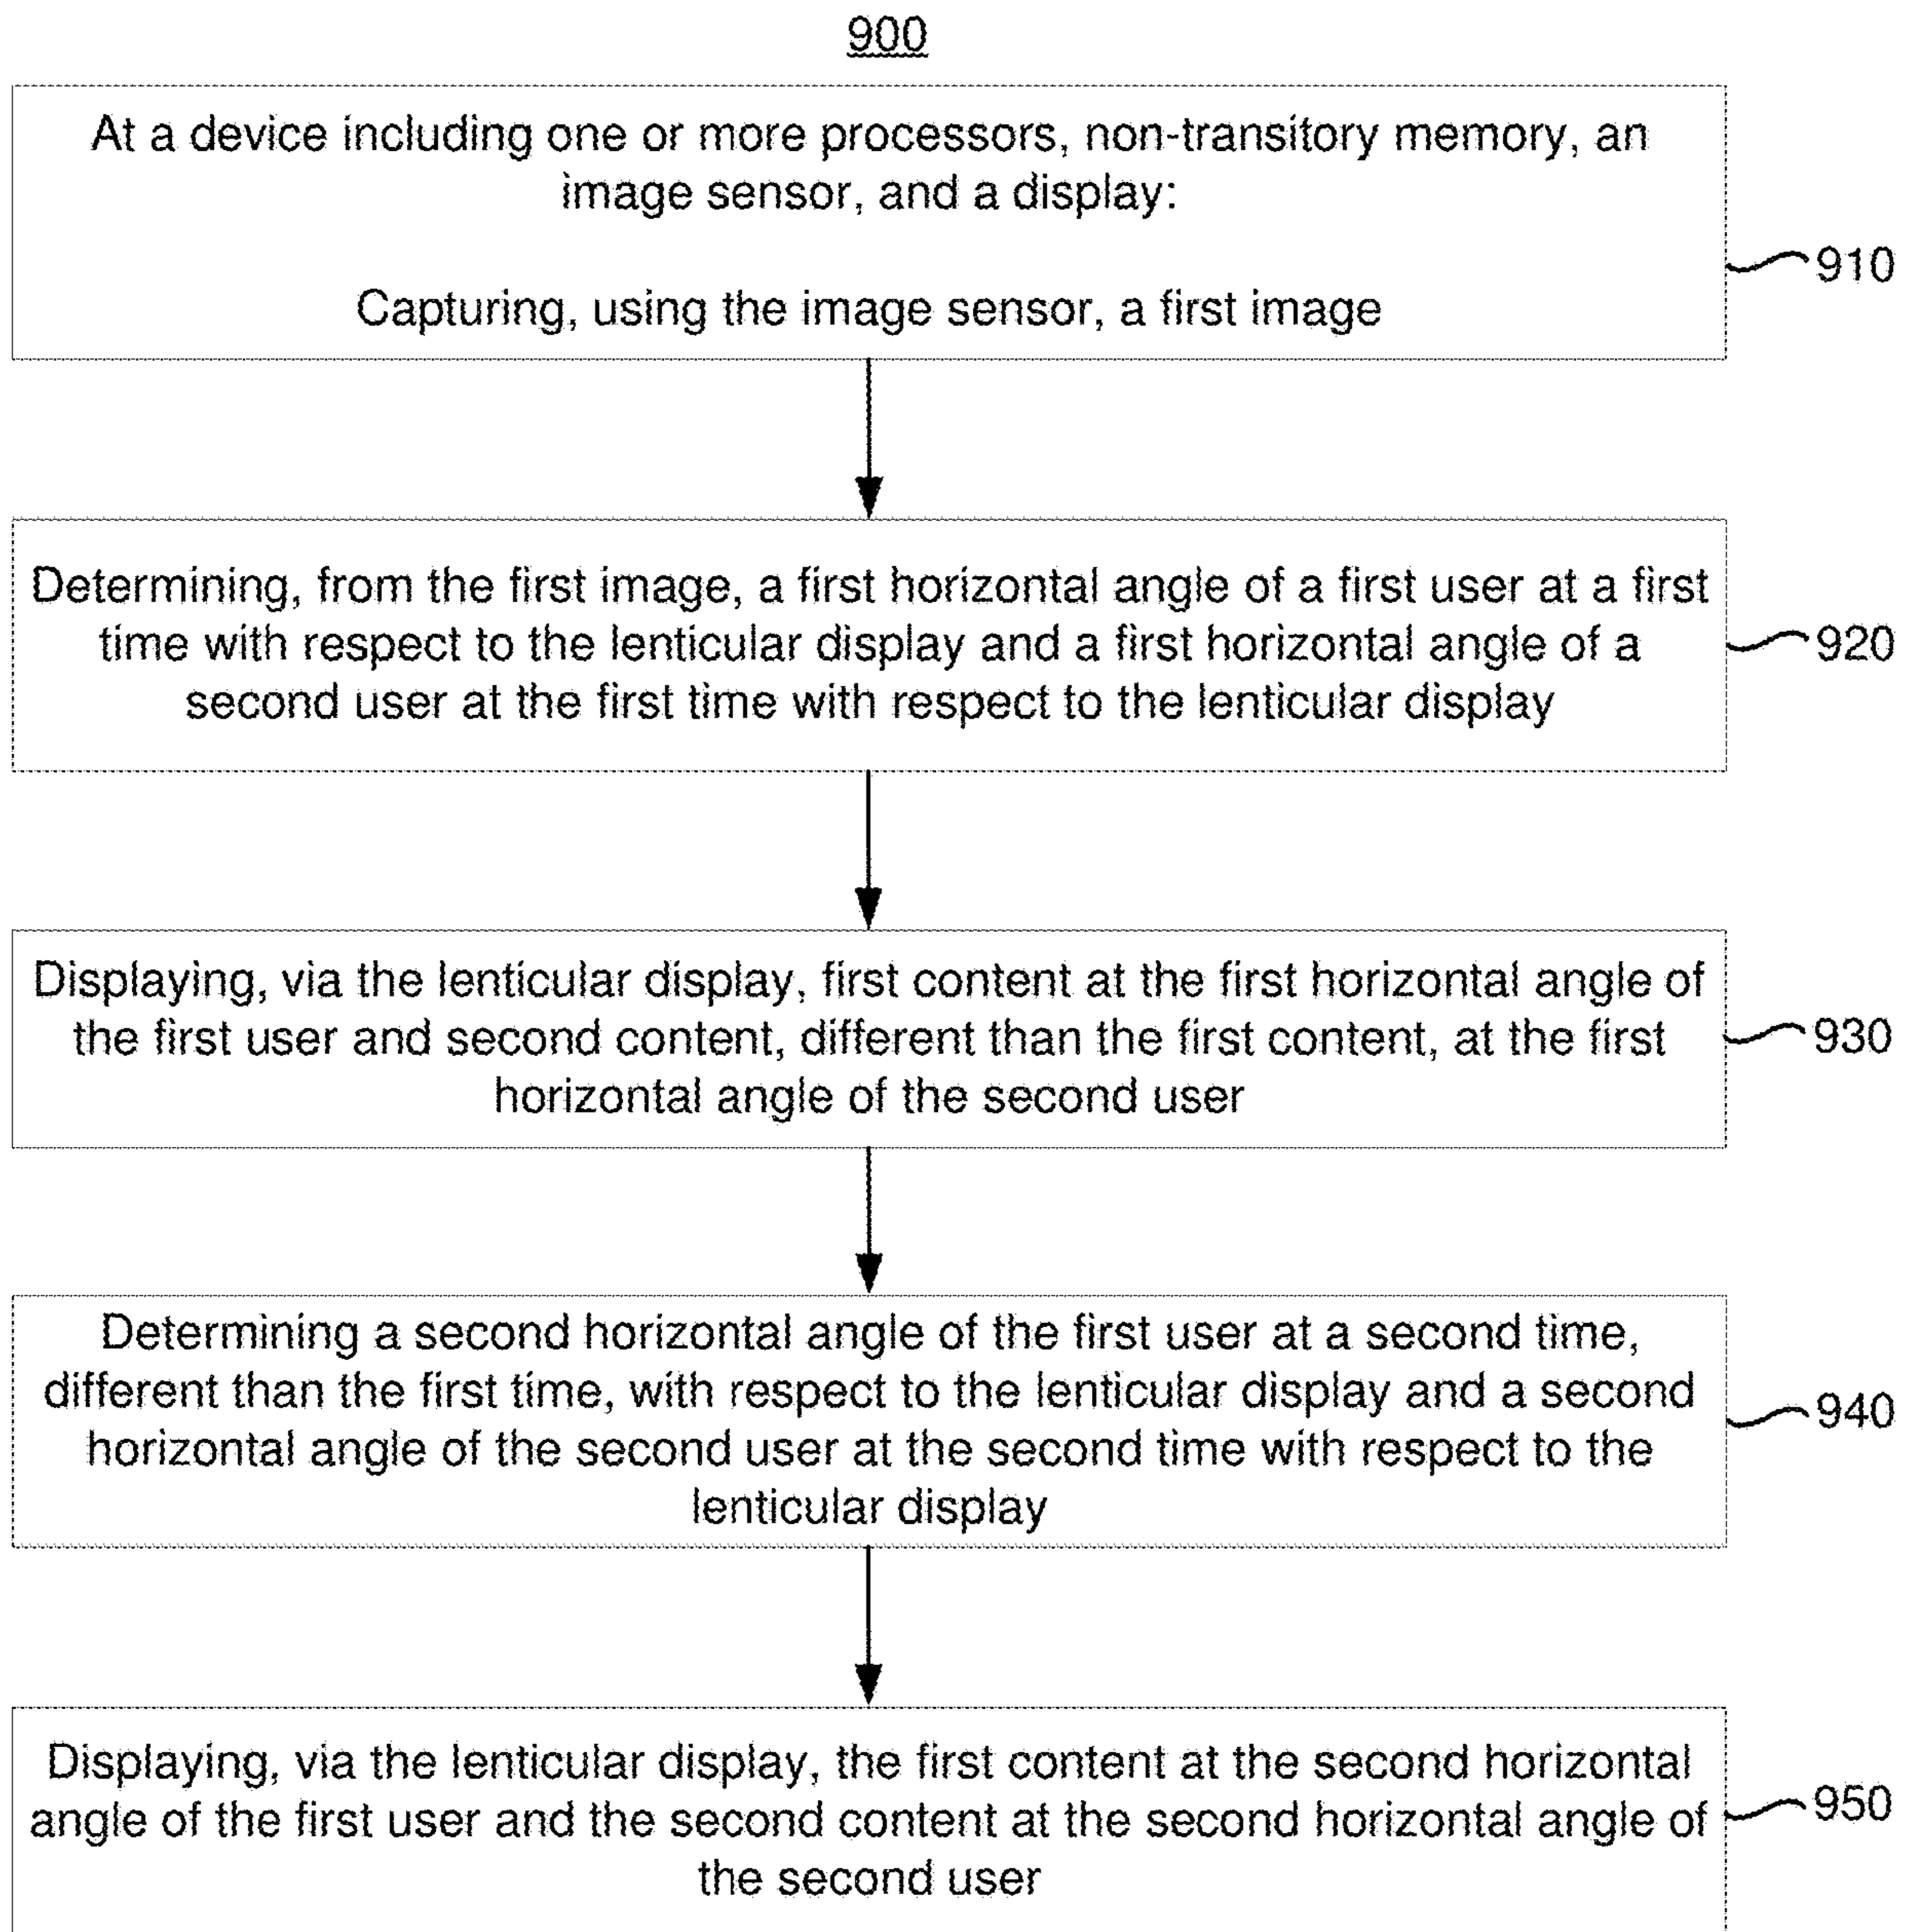 900
At a device including one or more processors, non-transitory memory, an
image sensor, and a display:
Capturing, using the image sensor, a first image
910
Determining, from the first image, a first horizontal angle of a first user at a first
time with respect to the lenticular display and a first horizontal angle of a
second user at the first time with respect to the lenticular display
920
Displaying, via the lenticular display, first content at the first horizontal angle of
the first user and second content, different than the first content, at the first
horizontal angle of the second user
930
Determining a second horizontal angle of the first user at a second time,
different than the first time, with respect to the lenticular display and a second
horizontal angle of the second user at the second time with respect to the
lenticular display
940
Displaying, via the lenticular display, the first content at the second horizontal
angle of the first user and the second content at the second horizontal angle of
the second user
950